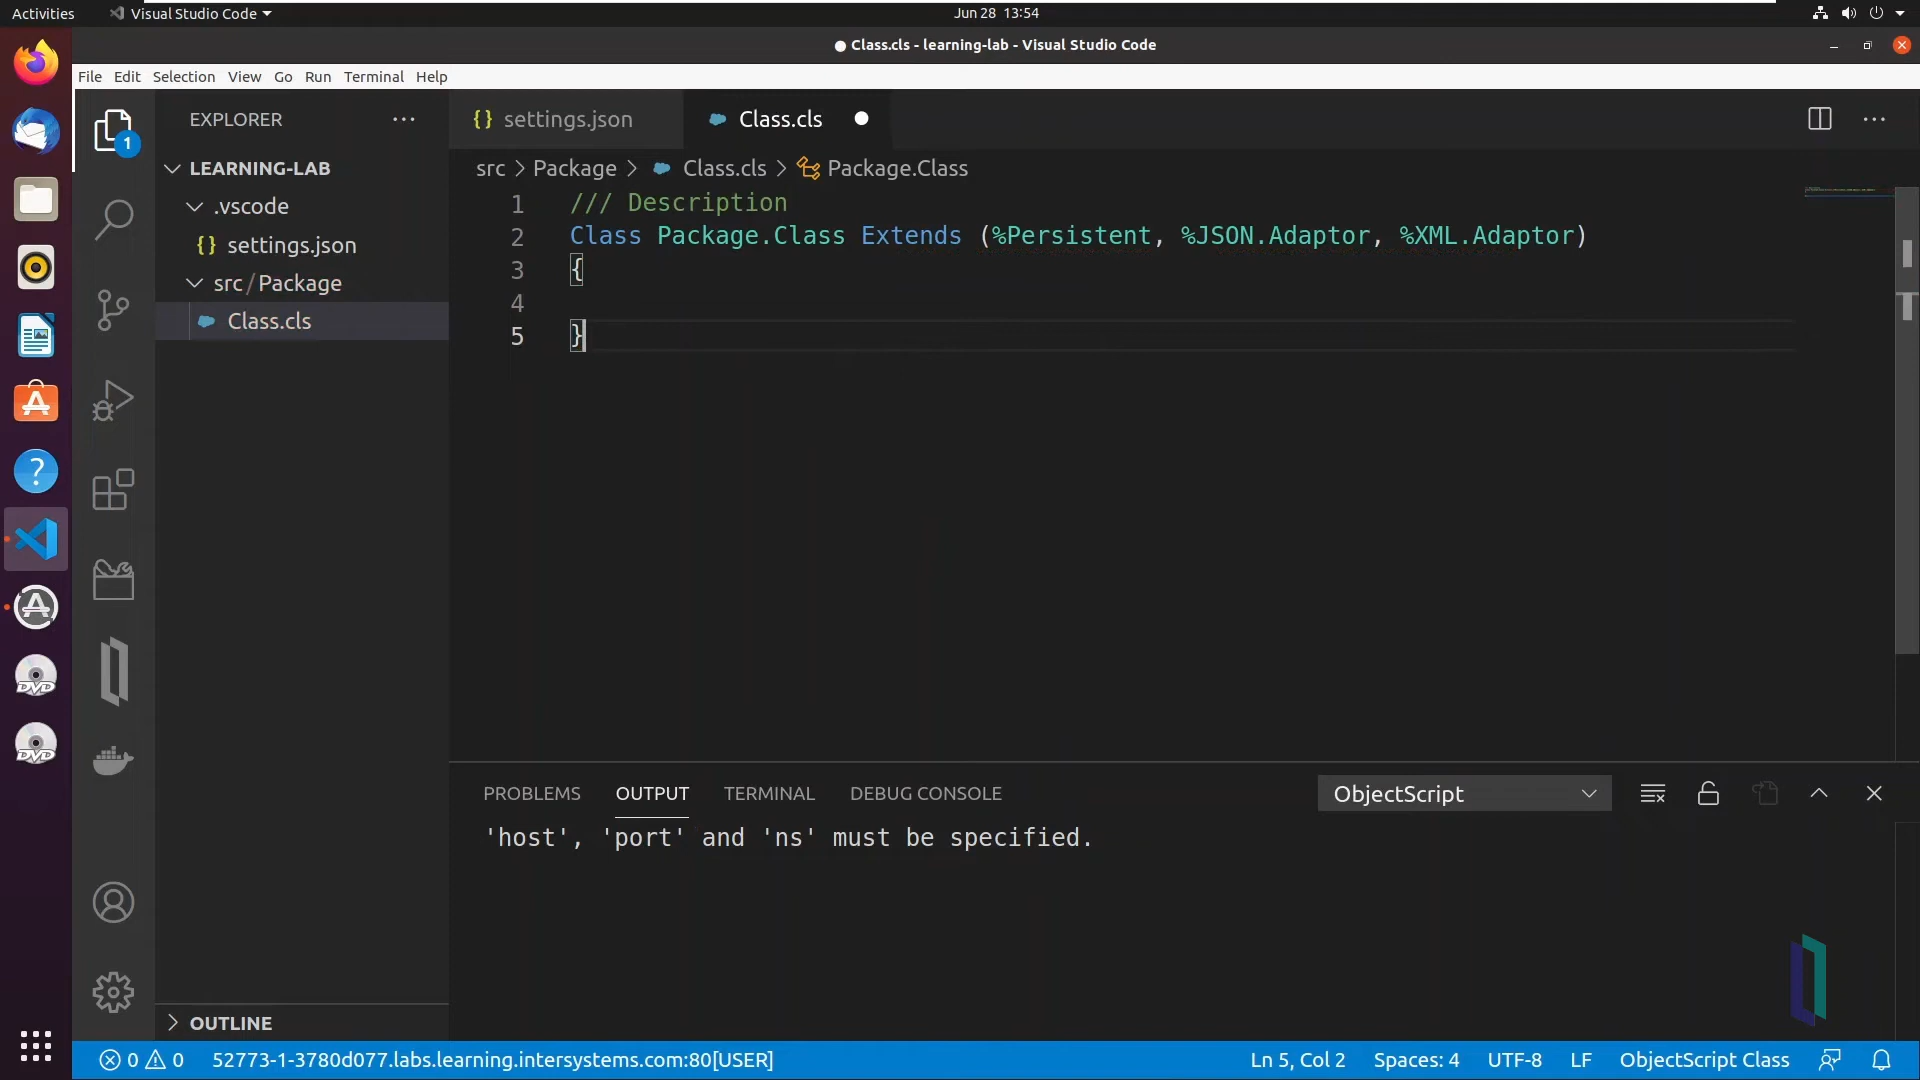 Activities
Visual Studio Code
Jun 28 13:54
● Class.cls - learning-lab - Visual Studio Code
File Edit Selection View Go Run Terminal Help
EXPLORER
LEARNING-LAB
.vscode
{} settings.json
src/Package
Class.cls
OUTLINE
1
{} settings.json
Class.cls
src > Package > Class.cls > Package.Class
1 /// Description
2 Class Package.Class Extends (%Persistent, %JSON.Adaptor, %XML.Adaptor)
3 {
4
5 }
PROBLEMS OUTPUT TERMINAL DEBUG CONSOLE
ObjectScript
'host', 'port' and 'ns' must be specified.
DVD
DVD
0 0 52773-1-3780d077.labs.learning.intersystems.com:80[USER]
Ln 5, Col 2 Spaces: 4 UTF-8 LF ObjectScript Class